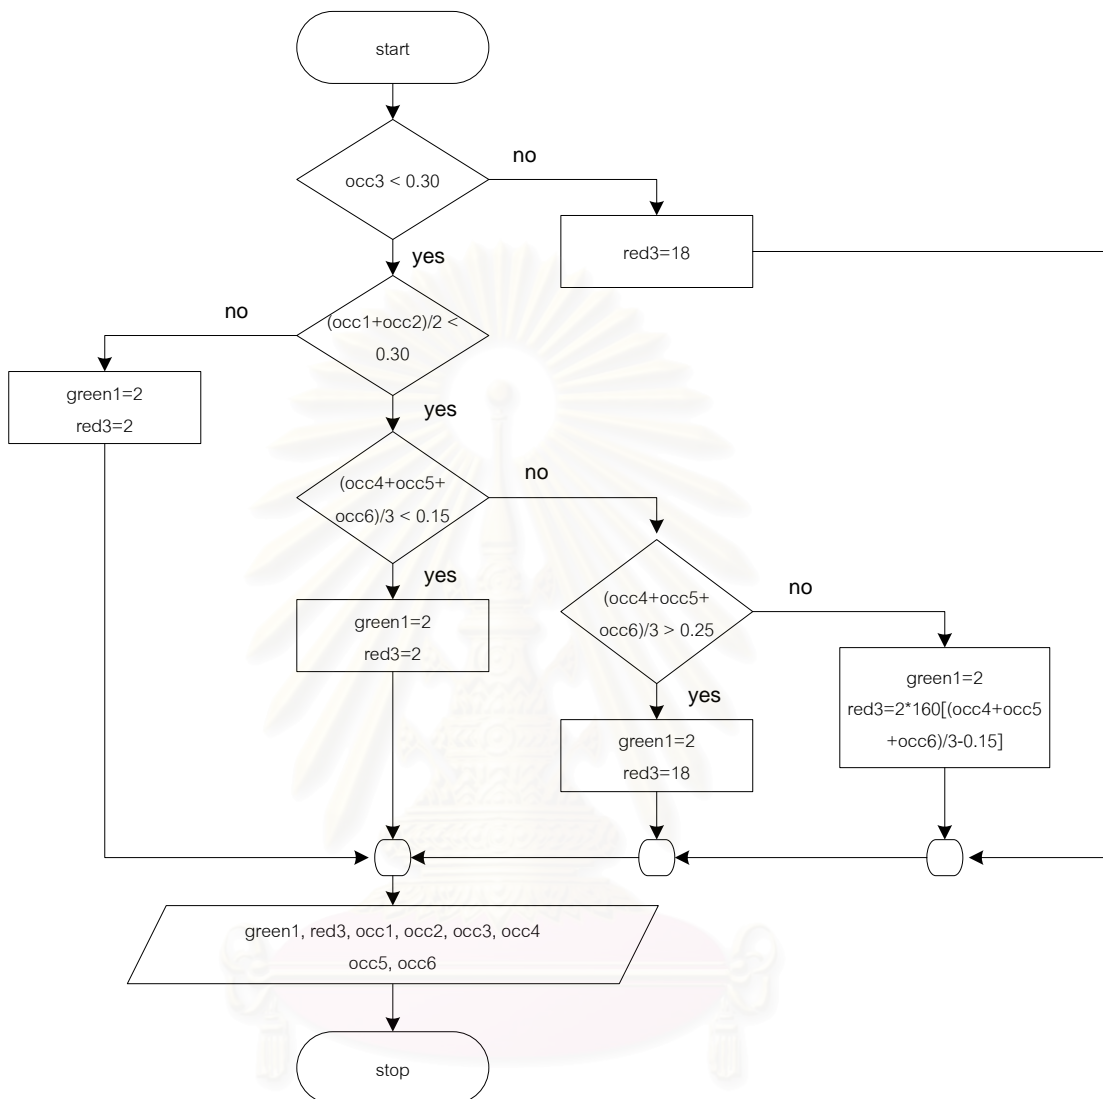 start
occ3 < 0.30
no
yes
red3=18
(occ1+occ2)/2 <
0.30
no
yes
green1=2
red3=2
(occ4+occ5+
occ6)/3 < 0.15
no
yes
green1=2
red3=2
(occ4+occ5+
occ6)/3 > 0.25
no
yes
green1=2
red3=18
green1=2
red3=2*160[(occ4+occ5
+occ6)/3-0.15]
green1, red3, occ1, occ2, occ3, occ4
occ5, occ6
stop